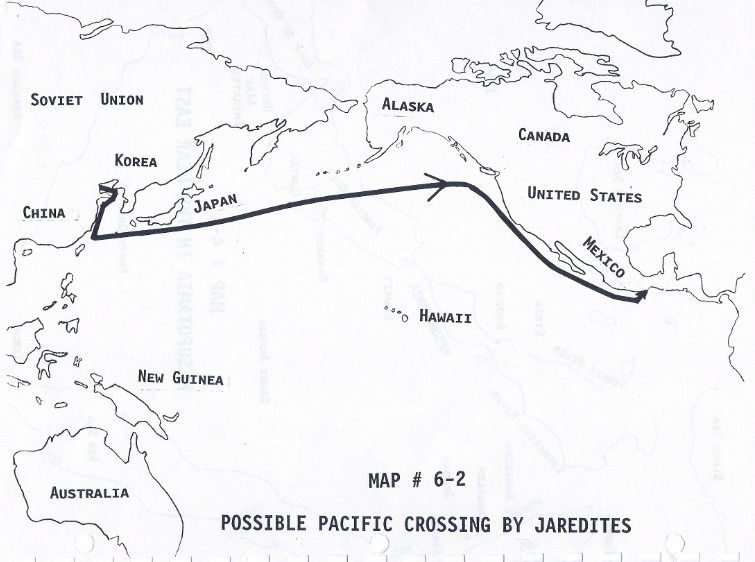 SOVIET UNION
ALASKA
CANADA
KOREA
UNITED STATES
CHINA
JAPAN
MEXICO
HAWAII
NEW GUINEA
AUSTRALIA
MAP # 6-2
POSSIBLE PACIFIC CROSSING BY JAREDITES